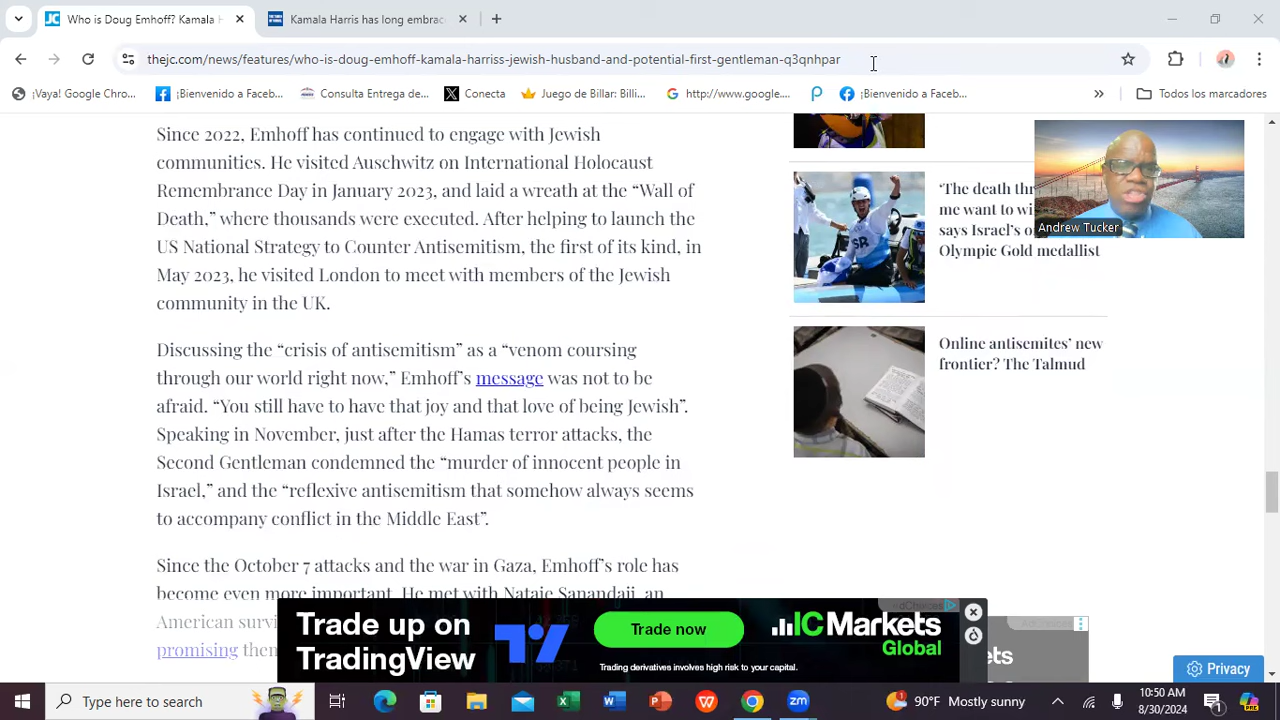 Who is Doug Emhoff? Kamala H
Kamala Harris has long embrac
thejc.com/news/features/who-is-doug-emhoff-kamala-harriss-jewish-husband-and-potential-first-gentleman-q3qnhpar
¡Vaya! Google Chro...
¡Bienvenido a Faceb...
Consulta Entrega de...
Conecta
Juego de Billar: Billi...
http://www.google....
¡Bienvenido a Faceb...
Todos los marcadores
Since 2022, Emhoff has continued to engage with Jewish
communities. He visited Auschwitz on International Holocaust
Remembrance Day in January 2023, and laid a wreath at the “Wall of
Death,” where thousands were executed. After helping to launch the
US National Strategy to Counter Antisemitism, the first of its kind, in
May 2023, he visited London to meet with members of the Jewish
community in the UK.
Discussing the “crisis of antisemitism” as a “venom coursing
through our world right now,” Emhoff’s message was not to be
afraid. “You still have to have that joy and that love of being Jewish”.
Speaking in November, just after the Hamas terror attacks, the
Second Gentleman condemned the “murder of innocent people in
Israel,” and the “reflexive antisemitism that somehow always seems
to accompany conflict in the Middle East”.
Since the October 7 attacks and the war in Gaza, Emhoff’s role has
become even more important. He met with Natalie Sanandaji, an
American survi
promising them
‘The death thr
me want to wi
says Israel’s o
Olympic Gold medallist
Online antisemites’ new
frontier? The Talmud
Andrew Tucker
Trade up on
TradingView
Trade now
ICMarkets
Global
Trading derivatives involves high risk to your capital.
AdChoices
ets
Privacy
Type here to search
90°F Mostly sunny
10:50 AM
8/30/2024